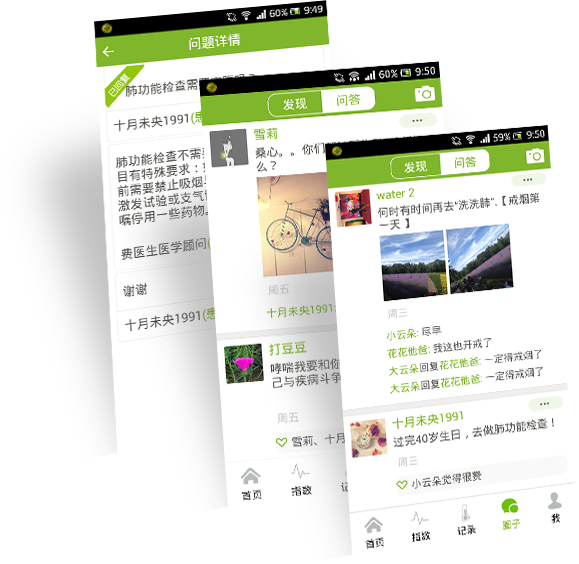 60% 9:49
问题详情
已回复
肺功能检查需
十月未央1991
肺功能检查不需
目有特殊要求：
前需要禁止吸烟
激发试验或支气
嘱停用一些药物。
费医生医学顾问
谢谢
十月未央1991
60% 9:50
发现
问答
雪莉
桑心。。你们
么？
周五
十月未央1991:
打豆豆
哮喘我要和你
己与疾病斗争
周五
雪莉、十月
首页
指数
59% 9:50
发现
问答
water 2
何时有时间再去“洗洗肺”.【戒烟第
一天 】
周三
小云朵: 尽早
花花他爸: 我这也开戒了
大云朵回复花花他爸: 一定得戒烟了
大云朵回复花花他爸: 一定得戒烟了
十月未央1991
过完40岁生日，去做肺功能检查！
周三
小云朵觉得很赞
首页
指数
记录
圈子
我